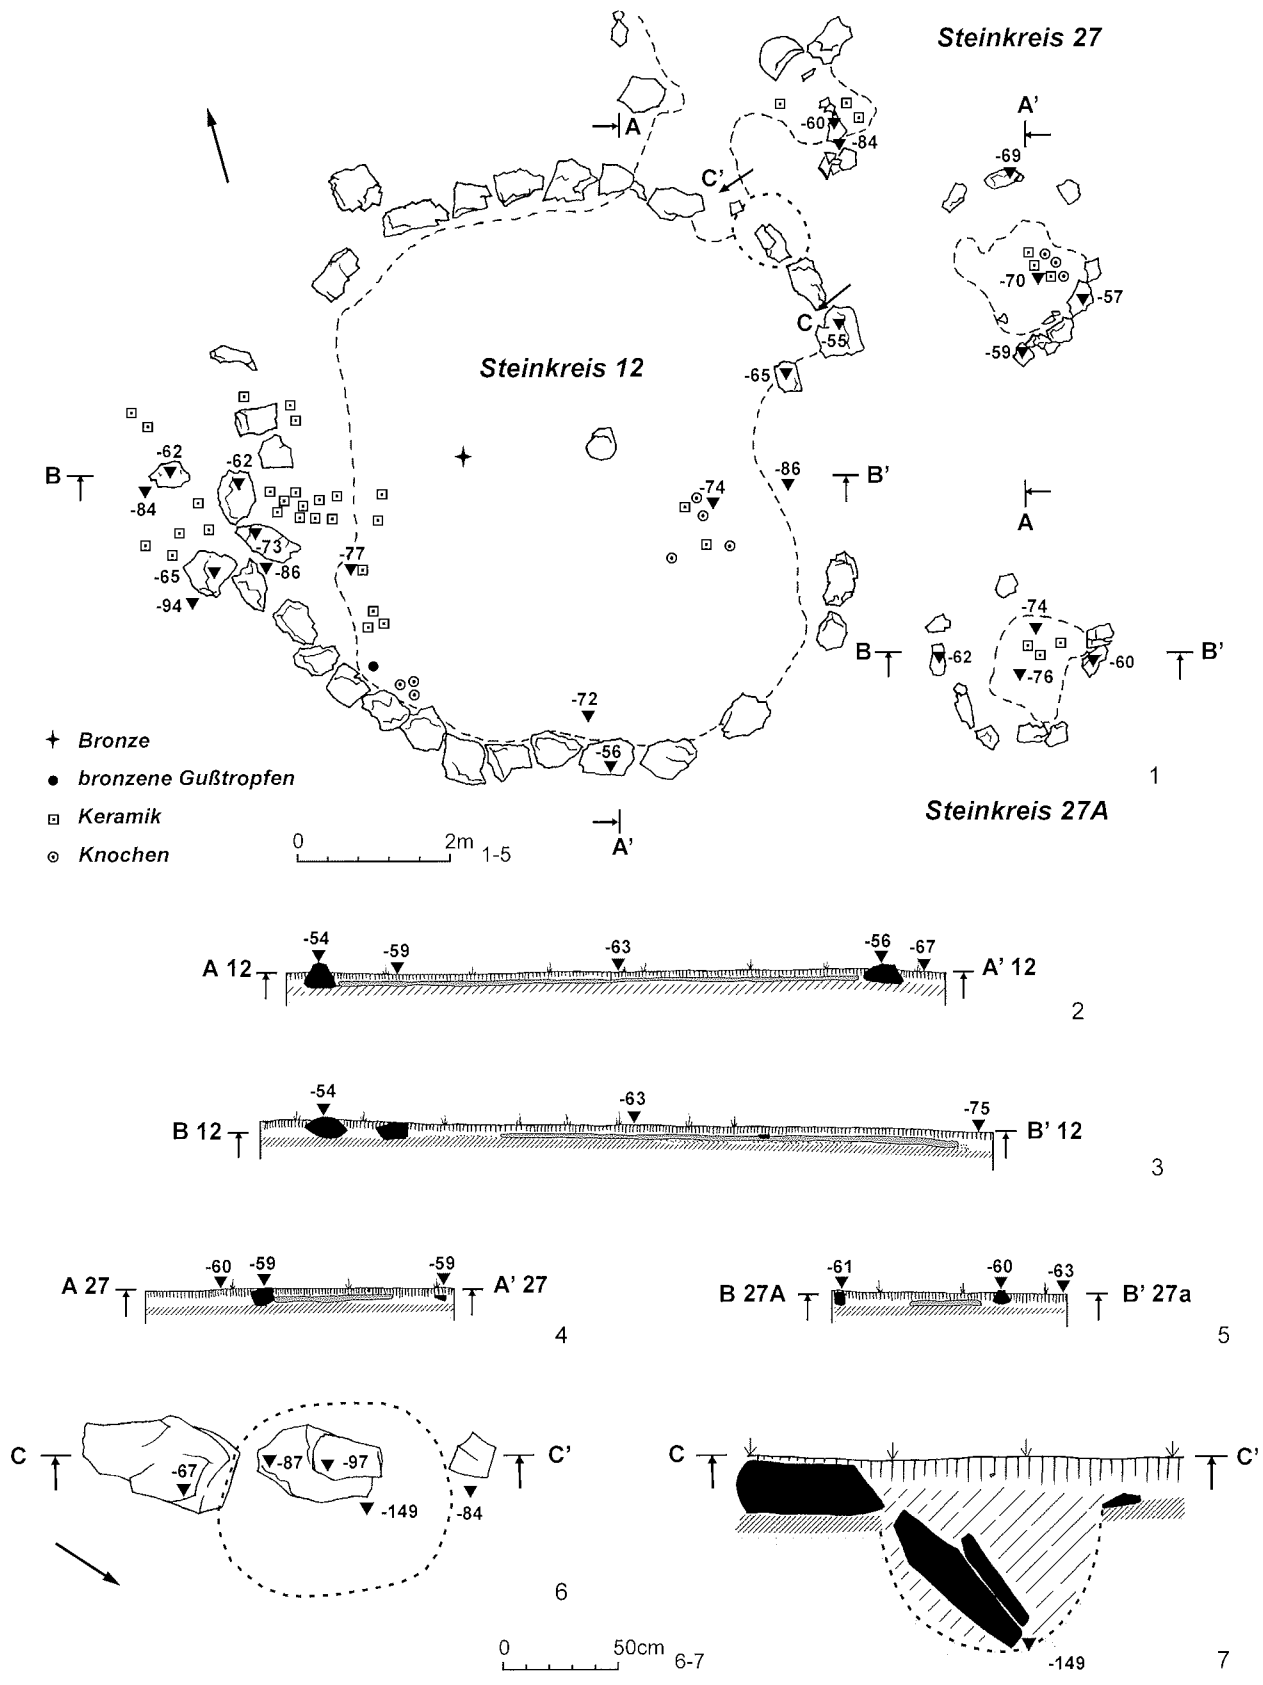 Steinkreis 27
A
A'
-60
-84
-69
C'
-70
-57
C
-55
-59
Steinkreis 12
-65
-62
-62
B
-86
B'
-74
-84
A
-73
-77
-65
-86
-94
-74
B
-62
-60
B'
-76
-72
Bronze
-56
bronzene Gußtropfen
1
Keramik
Steinkreis 27A
0 2m 1-5
A'
Knochen
-54 -59 -63 -56 -67
A 12 A' 12
2
-54 -63 -75
B 12 B' 12
3
-60 -59 -59
A 27 A' 27
4
-61 -60 -63
B 27A B' 27a
5
C C'
-67 -87 -97
-149 -84
6
C C'
-149
7
0 50cm 6-7